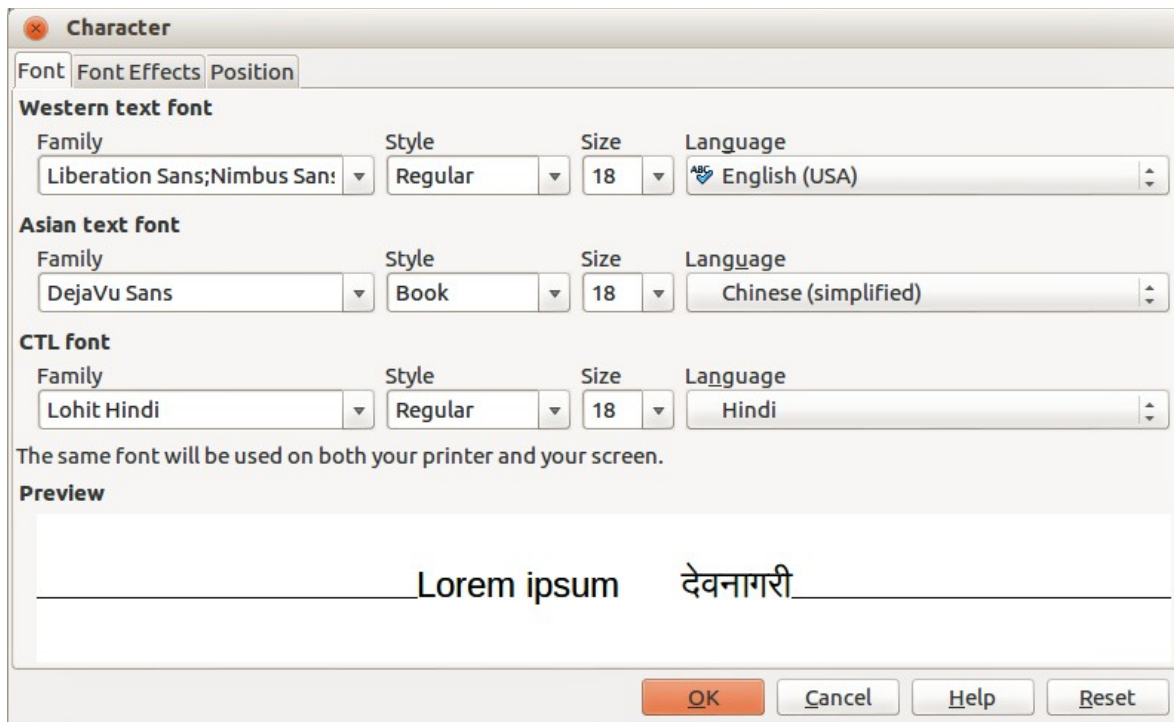 Character
Font Font Effects Position
Western text font
Family Style Size Language
Liberation Sans;Nimbus Sans Regular 18 English (USA)
Asian text font
Family Style Size Language
DejaVu Sans Book 18 Chinese (simplified)
CTL font
Family Style Size Language
Lohit Hindi Regular 18 Hindi
The same font will be used on both your printer and your screen.
Preview
Lorem ipsum देवनागरी
OK Cancel Help Reset